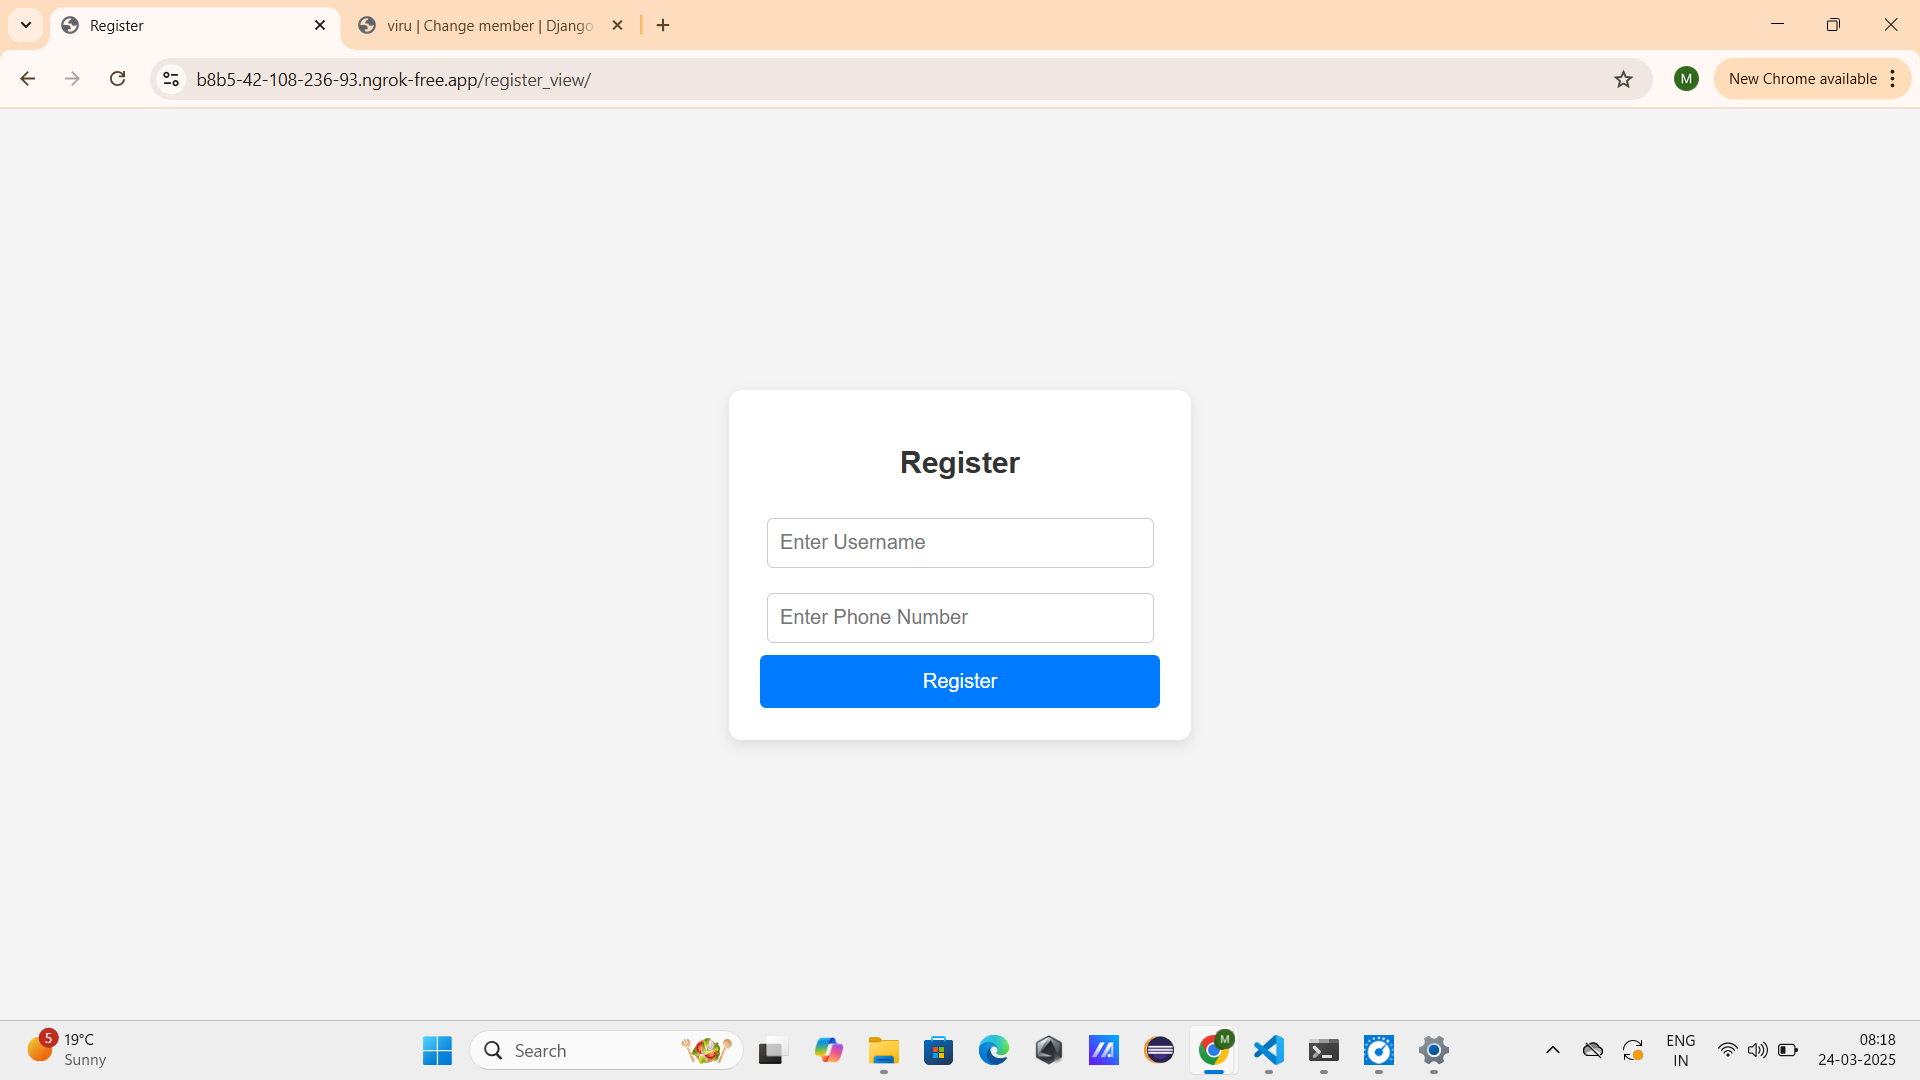 Register
viru | Change member | Django
b8b5-42-108-236-93.ngrok-free.app/register_view/
M
New Chrome available
Register
Enter Username
Enter Phone Number
Register
5
19°C
Sunny
Search
M
ENG
IN
08:18
24-03-2025